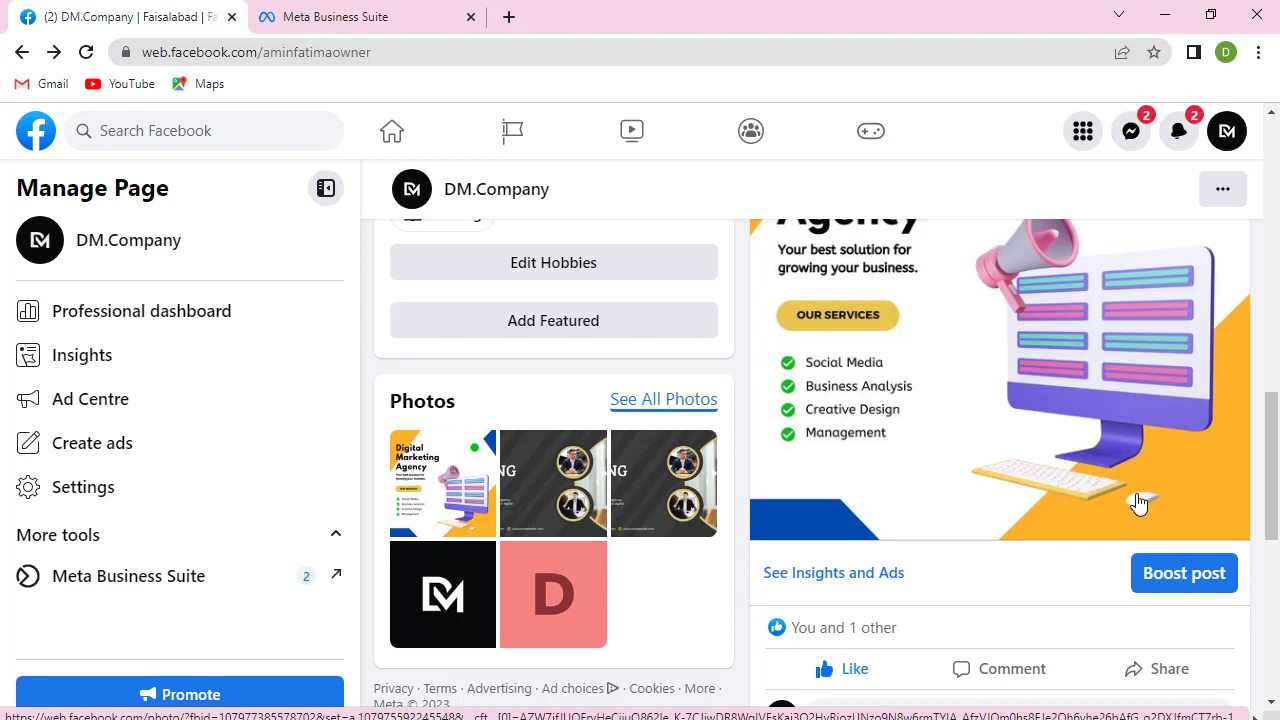 (2) DM.Company | Faisalabad | Fa
Meta Business Suite
web.facebook.com/aminfatimaowner
D
Gmail
YouTube
Maps
Search Facebook
2
2
Manage Page
DM.Company
DM.Company
Professional dashboard
Insights
Ad Centre
Create ads
Settings
More tools
Meta Business Suite
2
Promote
Edit Hobbies
Add Featured
Photos
See All Photos
Digital
Marketing
Agency
NG
NG
D
Privacy · Terms · Advertising · Ad choices · Cookies · More ·
Meta © 2023
Agency
Your best solution for
growing your business.
OUR SERVICES
Social Media
Business Analysis
Creative Design
Management
See Insights and Ads
Boost post
You and 1 other
Like
Comment
Share